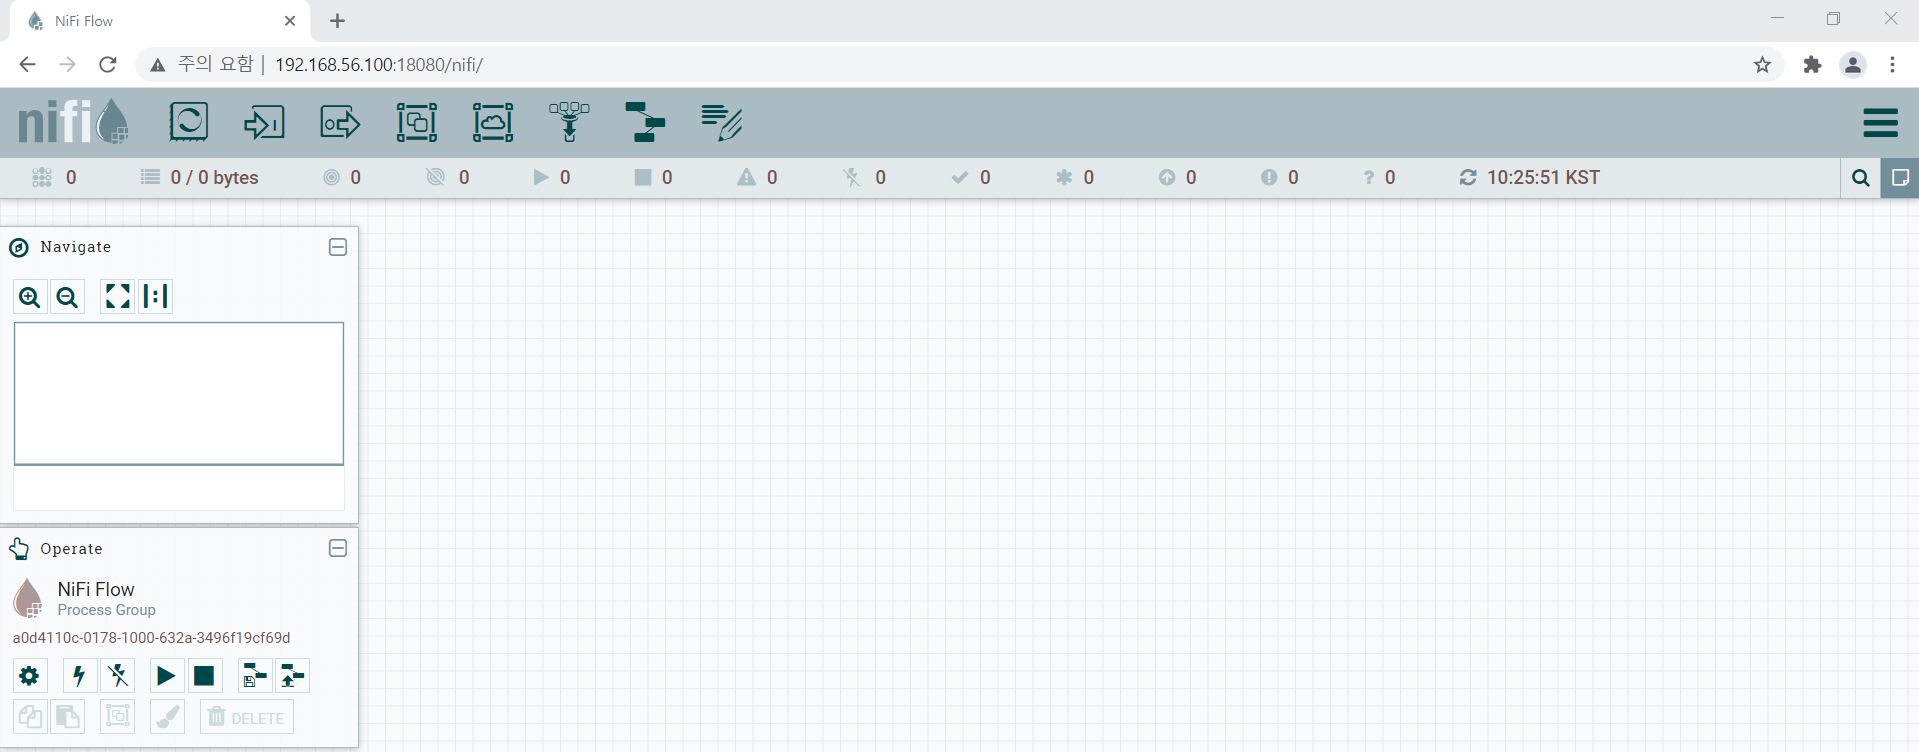 NiFi Flow
주의 요함 | 192.168.56.100:18080/nifi/
nifi
0 0 / 0 bytes 0 0 0 0 0 0 0 0 0 0 ? 0 10:25:51 KST
Navigate
Operate
NiFi Flow
Process Group
a0d4110c-0178-1000-632a-3496f19cf69d
DELETE